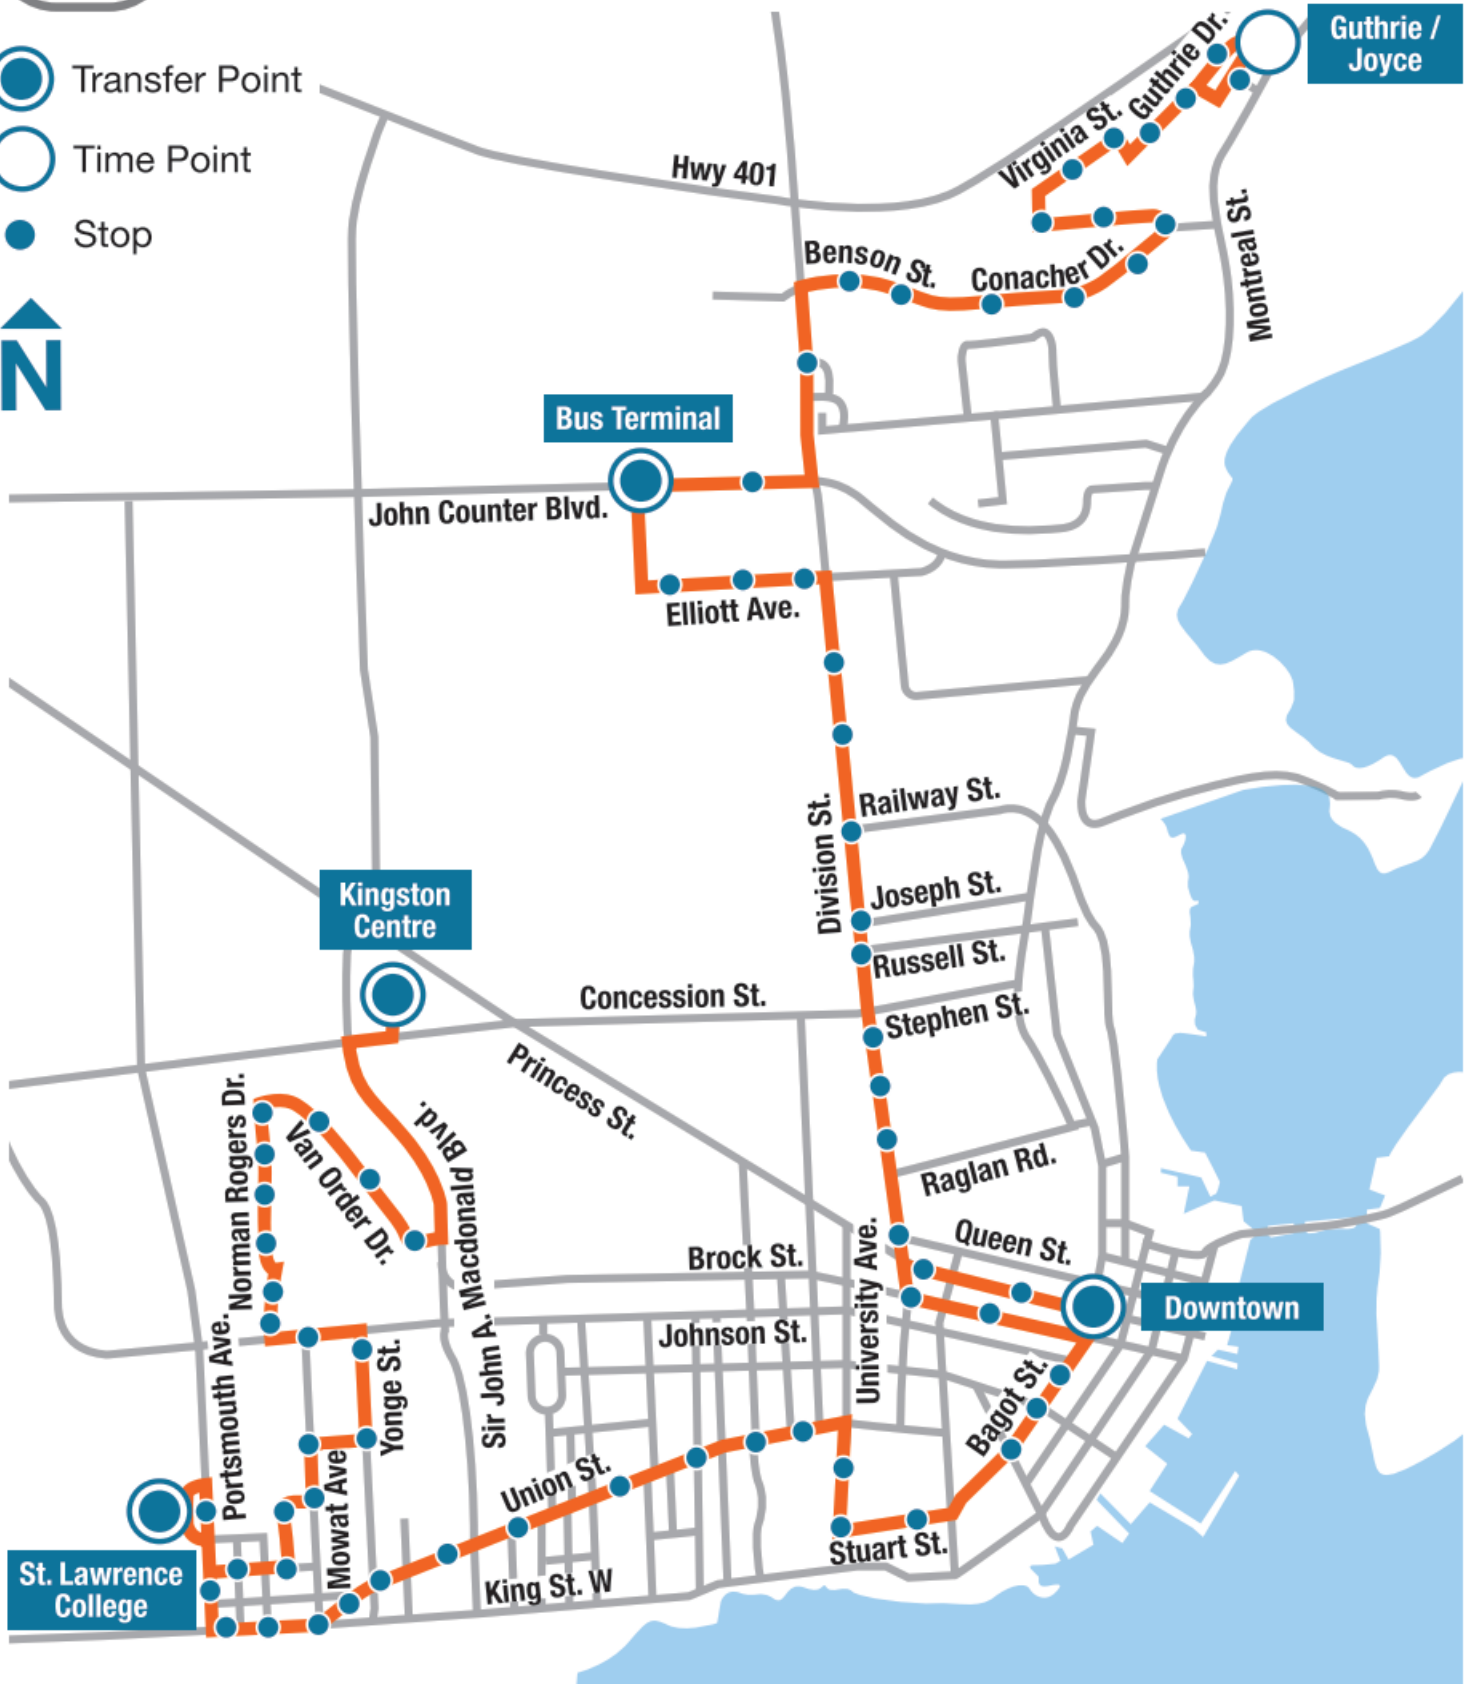 Guthrie /
Joyce
Transfer Point
Time Point
Stop
N
Guthrie Dr.
Virginia St.
Hwy 401
Montreal St.
Benson St.
Conacher Dr.
Bus Terminal
John Counter Blvd.
Elliott Ave.
Division St.
Railway St.
Joseph St.
Russell St.
Kingston
Centre
Concession St.
Stephen St.
Princess St.
Raglan Rd.
Norman Rogers Dr.
Van Order Dr.
Sir John A. Macdonald Blvd.
University Ave.
Queen St.
Brock St.
Downtown
Johnson St.
Portsmouth Ave.
Yonge St.
Bagot St.
Mowat Ave
Union St.
Stuart St.
King St. W
St. Lawrence
College